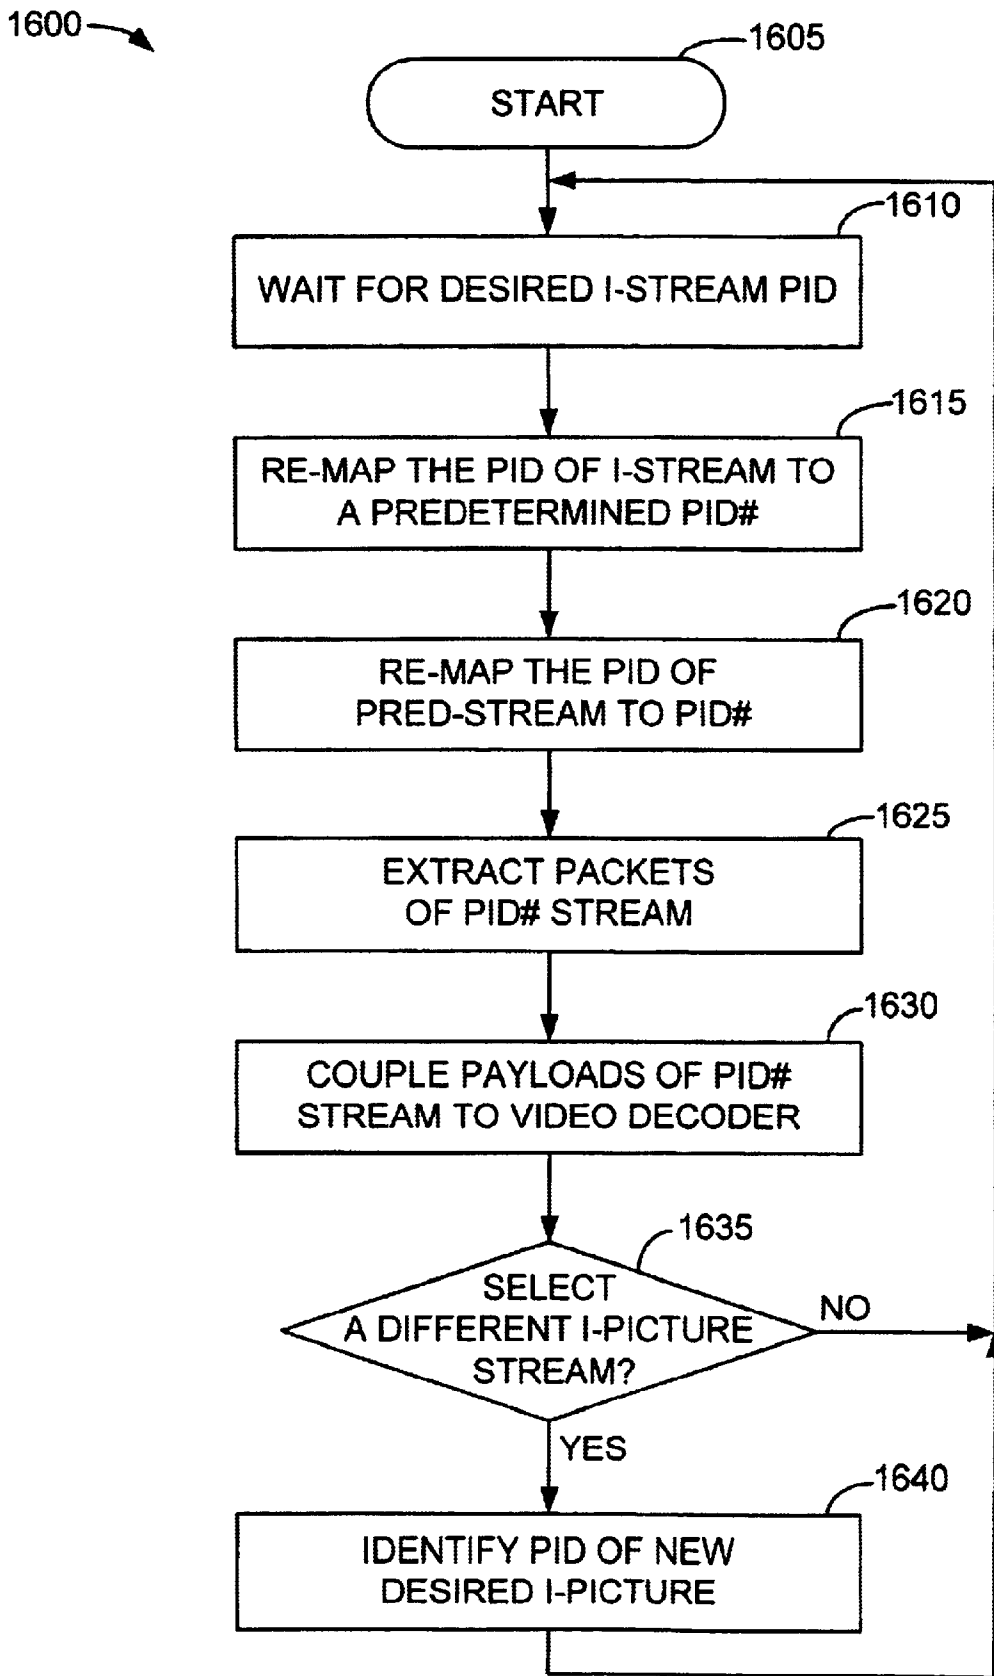 1600
1605
START
1610
WAIT FOR DESIRED I-STREAM PID
1615
RE-MAP THE PID OF I-STREAM TO
A PREDETERMINED PID#
1620
RE-MAP THE PID OF
PRED-STREAM TO PID#
1625
EXTRACT PACKETS
OF PID# STREAM
1630
COUPLE PAYLOADS OF PID#
STREAM TO VIDEO DECODER
1635
SELECT
A DIFFERENT I-PICTURE
STREAM?
NO
YES
1640
IDENTIFY PID OF NEW
DESIRED I-PICTURE